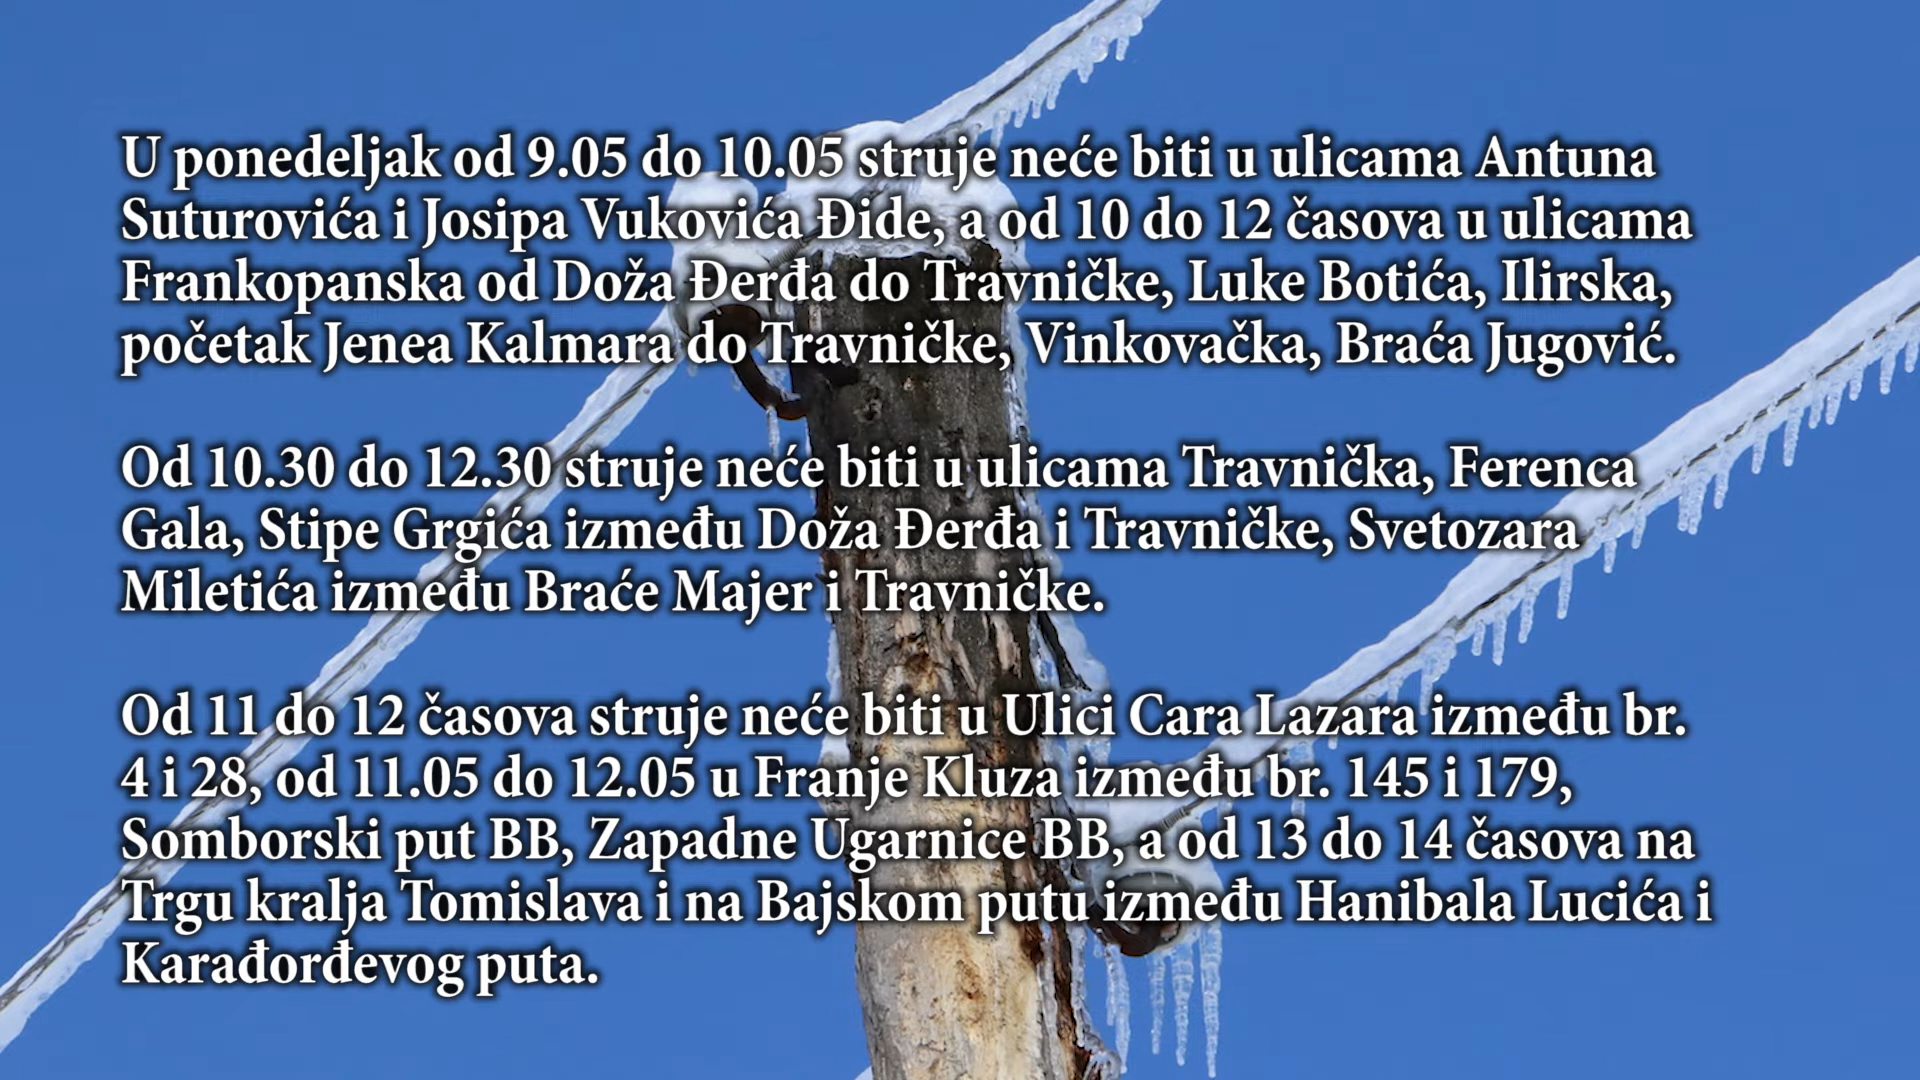 U ponedeljak od 9.05 do 10.05 struje neće biti u ulicama Antuna
Suturovića i Josipa Vukovića Đide, a od 10 do 12 časova u ulicama
Frankopanska od Doža Đerđa do Travničke, Luke Botića, Ilirska,
početak Jenea Kalmara do Travničke, Vinkovačka, Braća Jugović.
Od 10.30 do 12.30 struje neće biti u ulicama Travnička, Ferenca
Gala, Stipe Grgića između Doža Đerđa i Travničke, Svetozara
Miletića između Braće Majer i Travničke.
Od 11 do 12 časova struje neće biti u Ulici Cara Lazara između br.
4 i 28, od 11.05 do 12.05 u Franje Kluza između br. 145 i 179,
Somborski put BB, Zapadne Ugarnice BB, a od 13 do 14 časova na
Trgu kralja Tomislava i na Bajskom putu između Hanibala Lucića i
Karađorđevog puta.